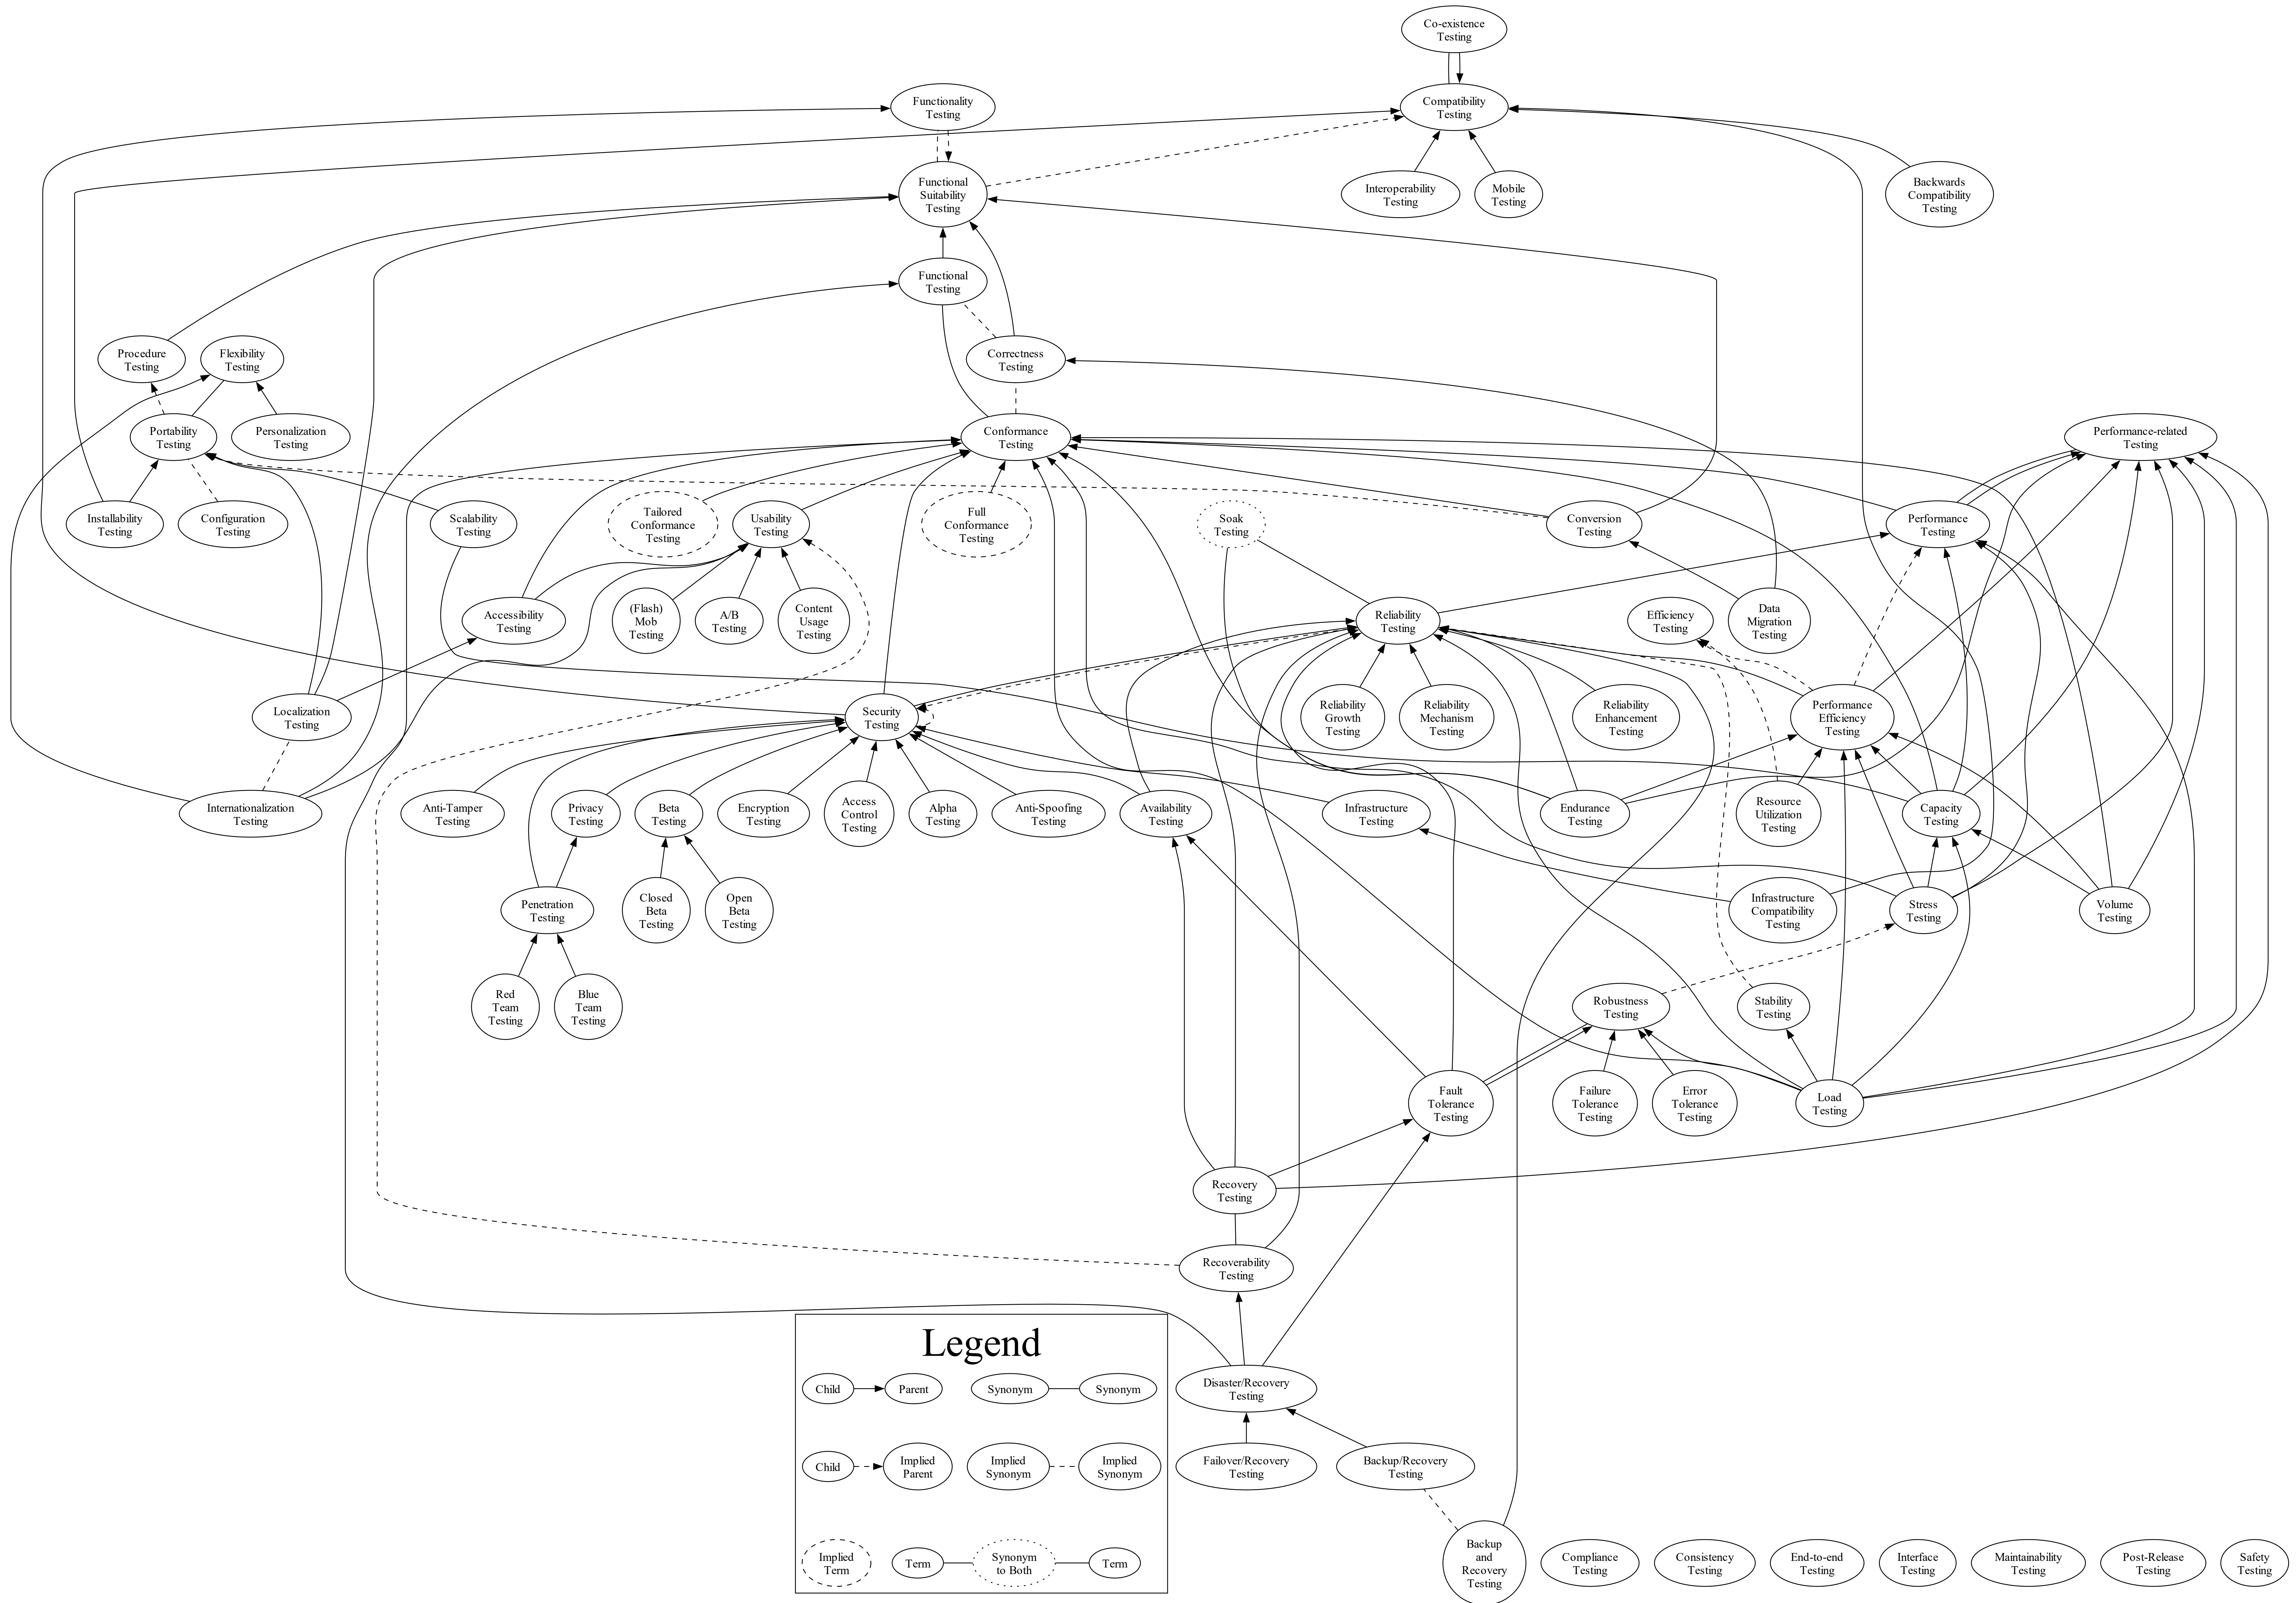 Co-existence
Testing
Functionality
Testing
Compatibility
Testing
Functional
Suitability
Testing
Interoperability
Testing
Mobile
Testing
Backwards
Compatibility
Testing
Functional
Testing
Procedure
Testing
Flexibility
Testing
Correctness
Testing
Portability
Testing
Personalization
Testing
Conformance
Testing
Performance-related
Testing
Installability
Testing
Configuration
Testing
Scalability
Testing
Tailored
Conformance
Testing
Usability
Testing
Full
Conformance
Testing
Soak
Testing
Conversion
Testing
Performance
Testing
Accessibility
Testing
(Flash)
Mob
Testing
A/B
Testing
Content
Usage
Testing
Reliability
Testing
Efficiency
Testing
Data
Migration
Testing
Localization
Testing
Security
Testing
Reliability
Growth
Testing
Reliability
Mechanism
Testing
Reliability
Enhancement
Testing
Performance
Efficiency
Testing
Internationalization
Testing
Anti-Tamper
Testing
Privacy
Testing
Beta
Testing
Encryption
Testing
Access
Control
Testing
Alpha
Testing
Anti-Spoofing
Testing
Availability
Testing
Infrastructure
Testing
Endurance
Testing
Resource
Utilization
Testing
Capacity
Testing
Penetration
Testing
Closed
Beta
Testing
Open
Beta
Testing
Infrastructure
Compatibility
Testing
Stress
Testing
Volume
Testing
Red
Team
Testing
Blue
Team
Testing
Robustness
Testing
Stability
Testing
Fault
Tolerance
Testing
Failure
Tolerance
Testing
Error
Tolerance
Testing
Load
Testing
Recovery
Testing
Recoverability
Testing
Legend
Child
Parent
Synonym
Synonym
Disaster/Recovery
Testing
Child
Implied
Parent
Implied
Synonym
Implied
Synonym
Failover/Recovery
Testing
Backup/Recovery
Testing
Implied
Term
Term
Synonym
to Both
Term
Backup
and
Recovery
Testing
Compliance
Testing
Consistency
Testing
End-to-end
Testing
Interface
Testing
Maintainability
Testing
Post-Release
Testing
Safety
Testing